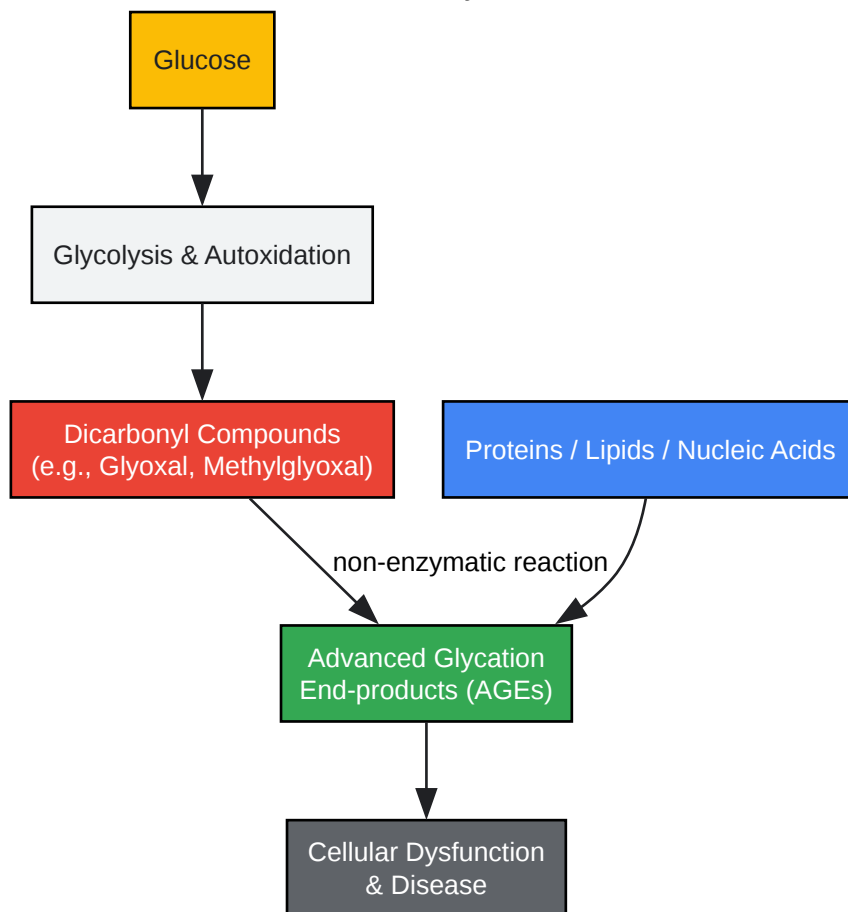 Glucose
Glycolysis & Autoxidation
Dicarbonyl Compounds
(e.g., Glyoxal, Methylglyoxal)
Proteins / Lipids / Nucleic Acids
non-enzymatic reaction
Advanced Glycation
End-products (AGEs)
Cellular Dysfunction
& Disease